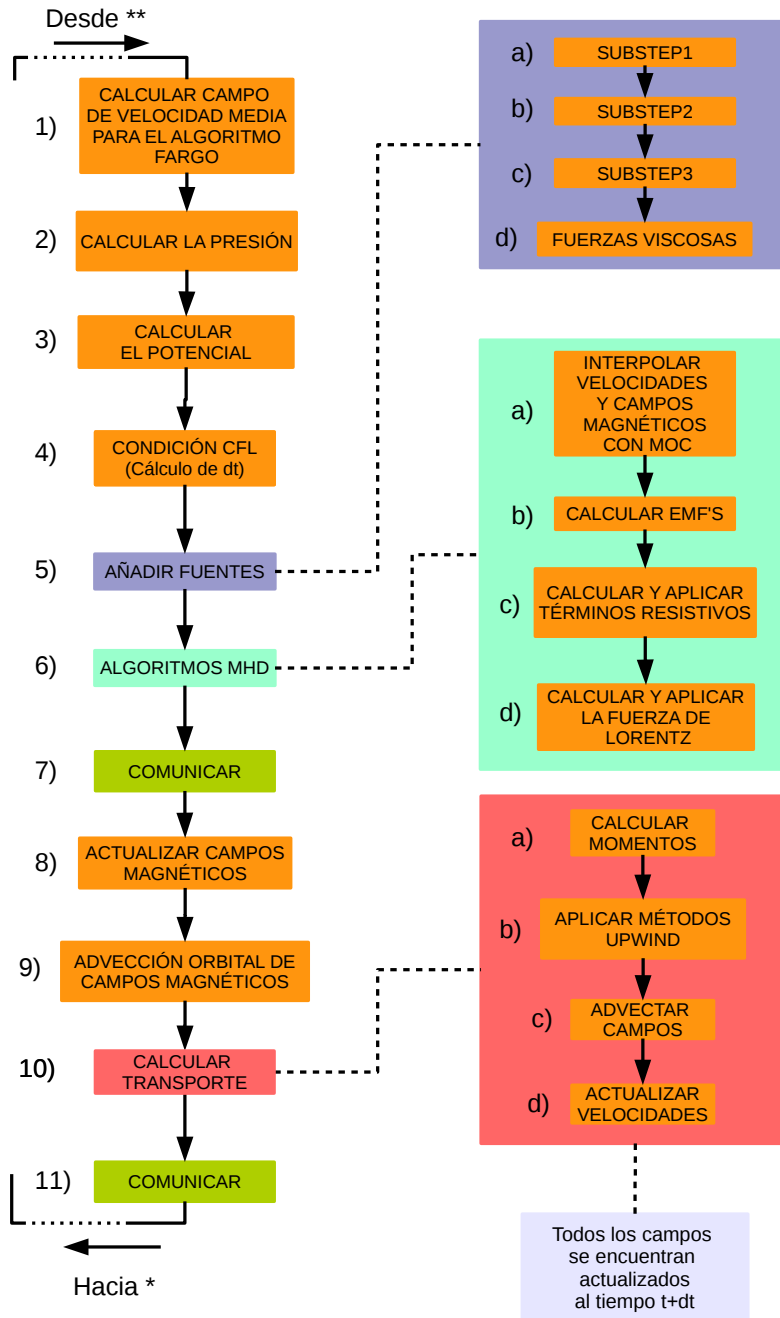 Desde **
1)
CALCULAR CAMPO
DE VELOCIDAD MEDIA
PARA EL ALGORITMO
FARGO
2)
CALCULAR LA PRESIÓN
3)
CALCULAR
EL POTENCIAL
4)
CONDICIÓN CFL
(Cálculo de dt)
5)
AÑADIR FUENTES
6)
ALGORITMOS MHD
7)
COMUNICAR
8)
ACTUALIZAR CAMPOS
MAGNÉTICOS
9)
ADVECCIÓN ORBITAL DE
CAMPOS MAGNÉTICOS
10)
CALCULAR
TRANSPORTE
11)
COMUNICAR
Hacia *
a)
SUBSTEP1
b)
SUBSTEP2
c)
SUBSTEP3
d)
FUERZAS VISCOSAS
a)
INTERPOLAR
VELOCIDADES
Y CAMPOS
MAGNÉTICOS
CON MOC
b)
CALCULAR EMF'S
c)
CALCULAR Y APLICAR
TÉRMINOS RESISTIVOS
d)
CALCULAR Y APLICAR
LA FUERZA DE
LORENTZ
a)
CALCULAR
MOMENTOS
b)
APLICAR MÉTODOS
UPWIND
c)
ADVECTAR
CAMPOS
d)
ACTUALIZAR
VELOCIDADES
Todos los campos
se encuentran
actualizados
al tiempo t+dt